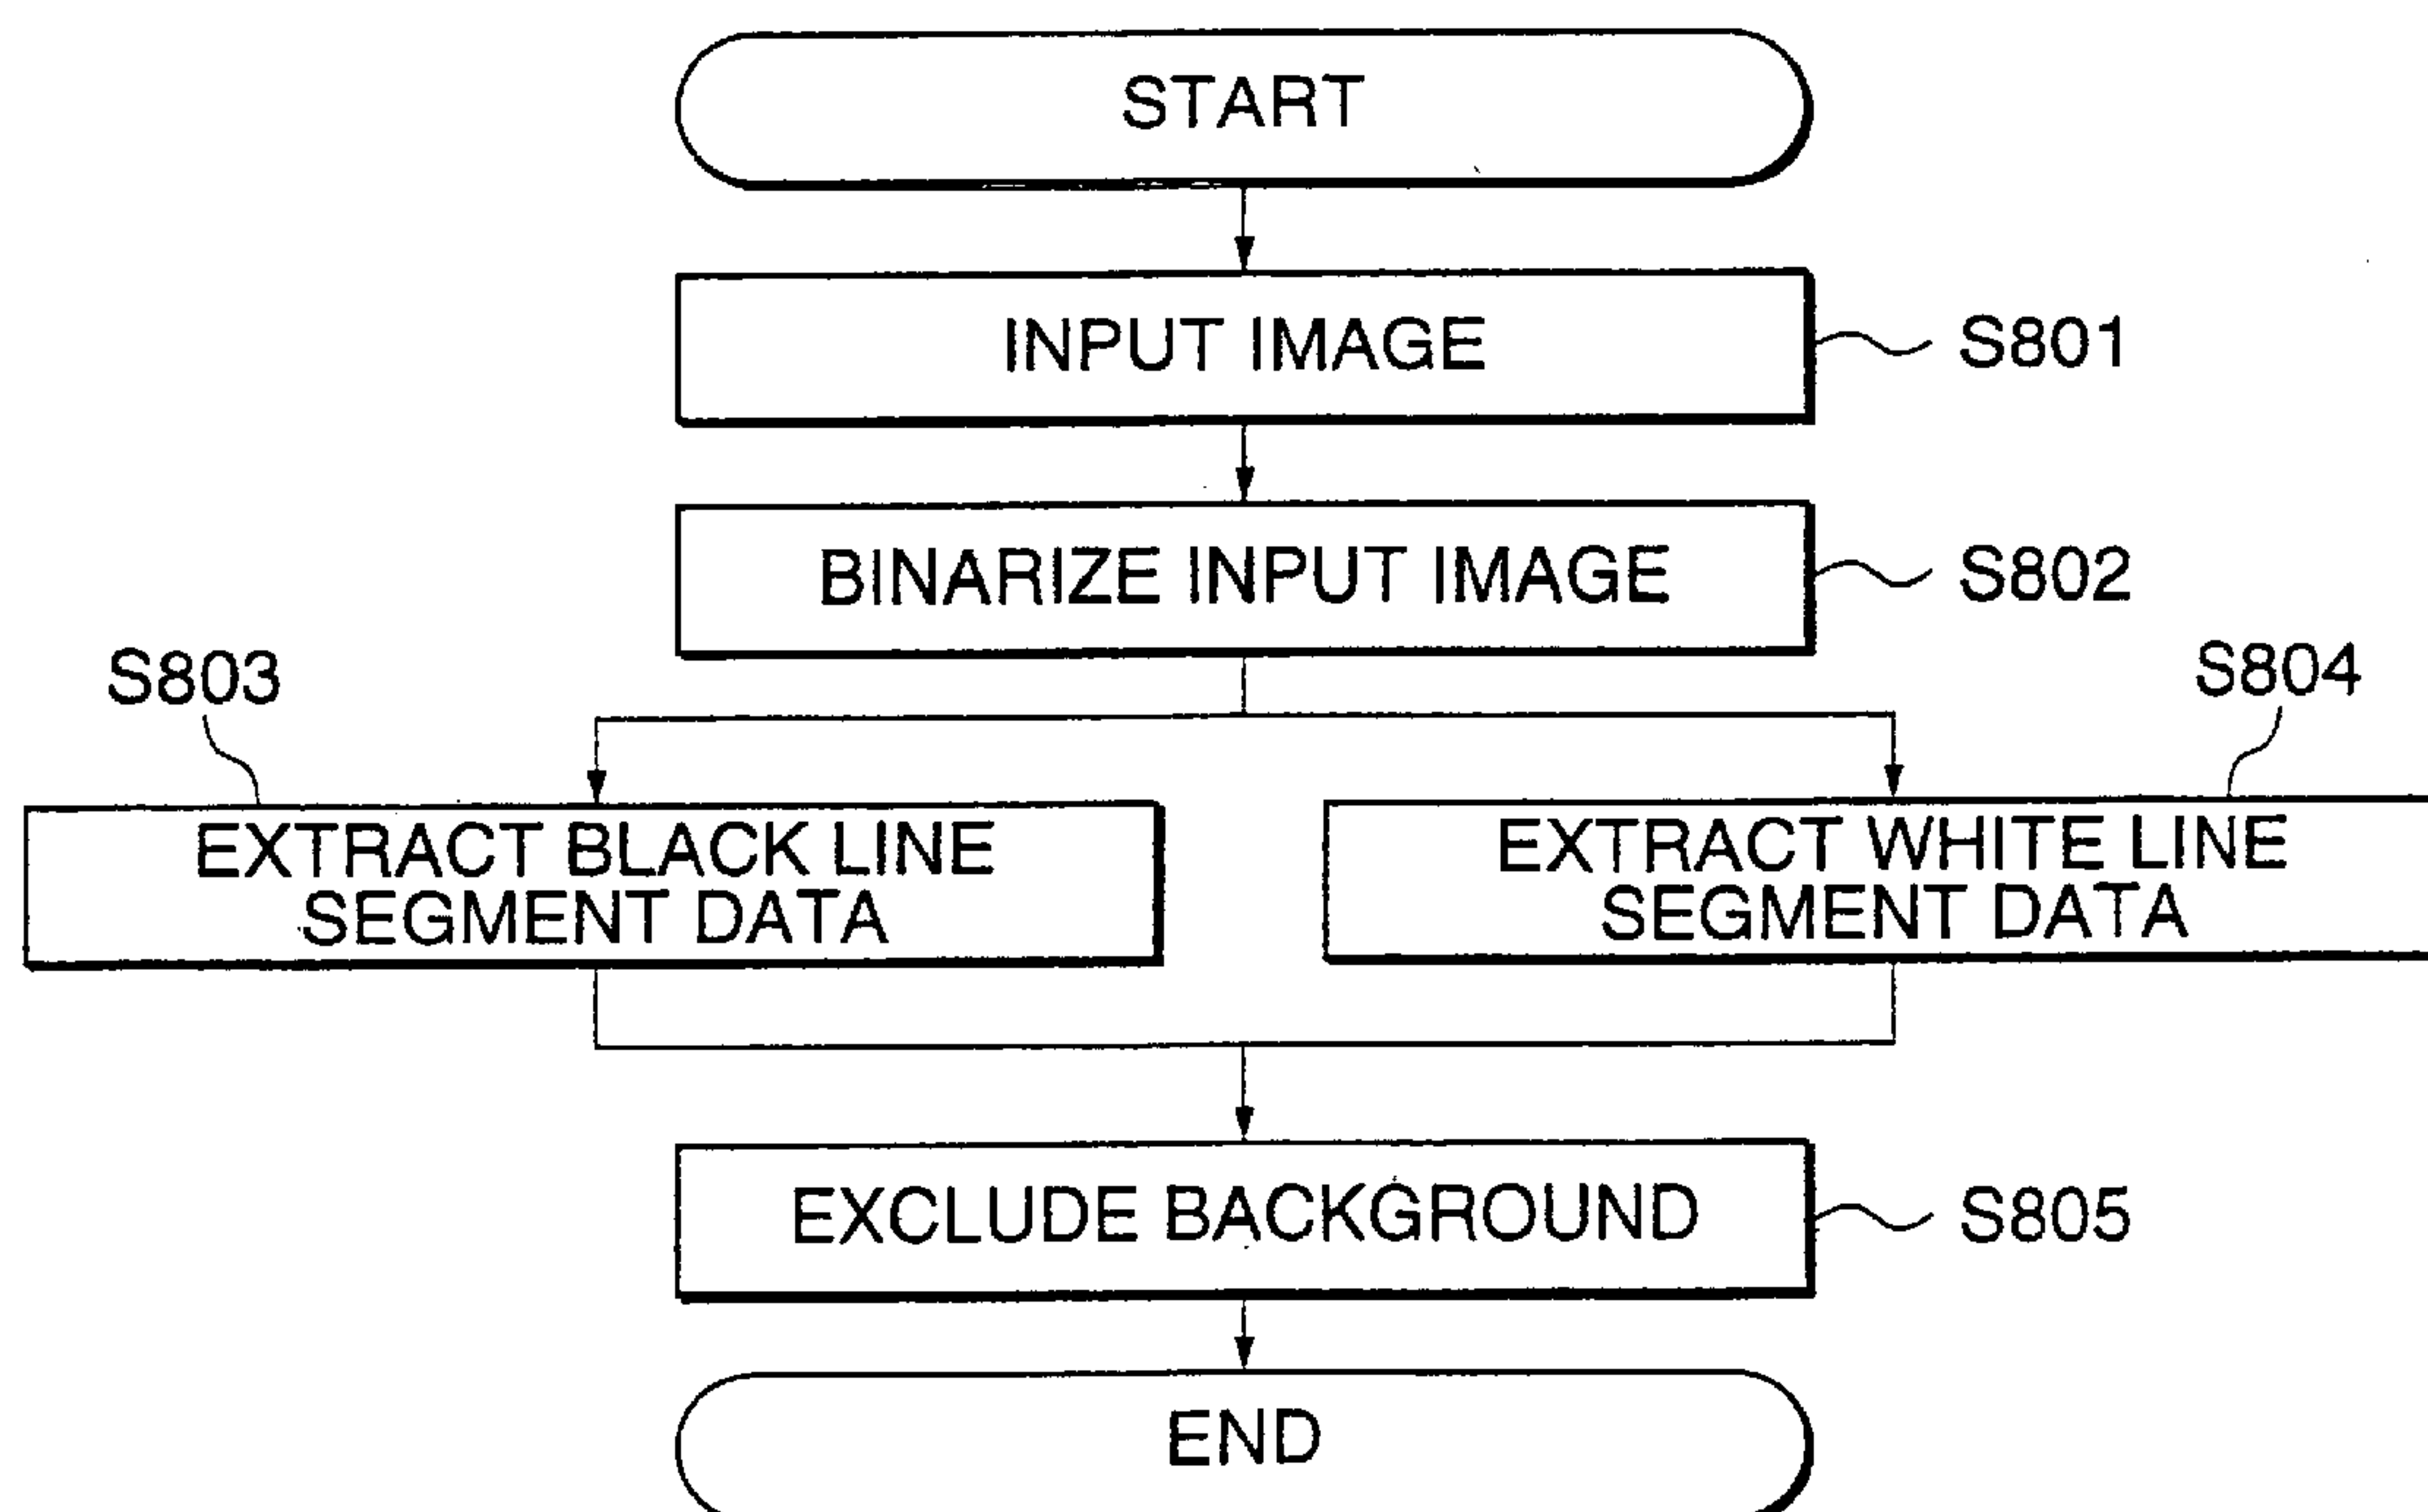 START
INPUT IMAGE
S801
BINARIZE INPUT IMAGE
S802
S803
S804
EXTRACT BLACK LINE
SEGMENT DATA
EXTRACT WHITE LINE
SEGMENT DATA
EXCLUDE BACKGROUND
S805
END